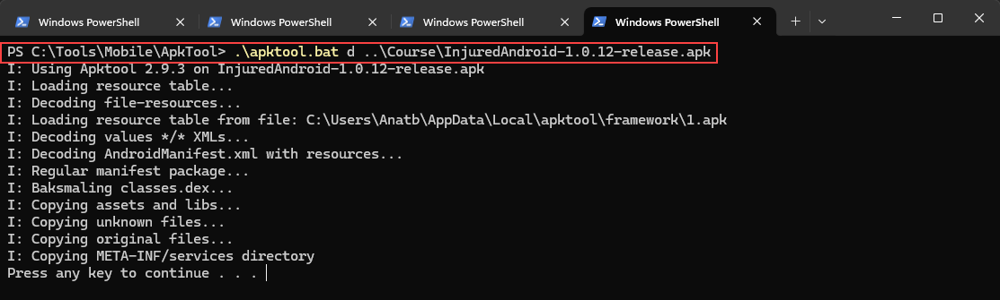 Windows PowerShell
Windows PowerShell
Windows PowerShell
Windows PowerShell
PS C:\Tools\Mobile\ApkTool> .\apktool.bat d ..\Course\InjuredAndroid-1.0.12-release.apk
I: Using Apktool 2.9.3 on InjuredAndroid-1.0.12-release.apk
I: Loading resource table...
I: Decoding file-resources...
I: Loading resource table from file: C:\Users\Anatb\AppData\Local\apktool\framework\1.apk
I: Decoding values */* XMLs...
I: Decoding AndroidManifest.xml with resources...
I: Regular manifest package...
I: Baksmaling classes.dex...
I: Copying assets and libs...
I: Copying unknown files...
I: Copying original files...
I: Copying META-INF/services directory
Press any key to continue . . .